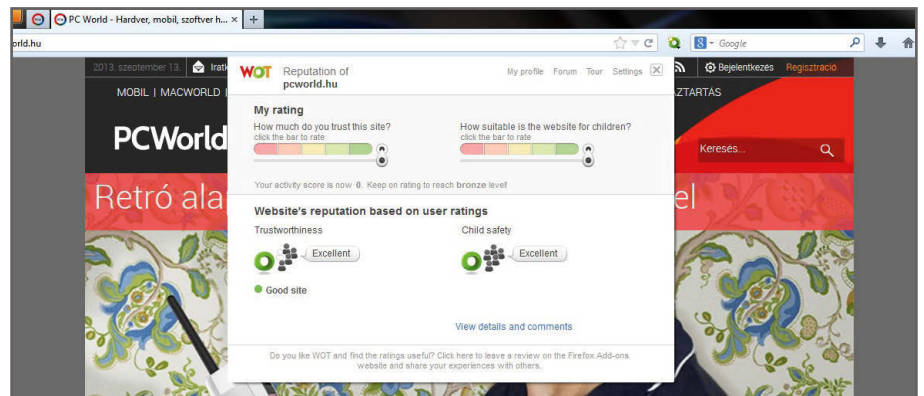 PC World - Hardver, mobil, szoftver h...
orld.hu
Google
2013. szeptember 13.
Iratk
Bejelentkezés Regisztráció
MOBIL | MACWORLD |
ZTARTÁS
PCWorld
Keresés...
Retró ala
el
WOT Reputation of
pcworld.hu
My profile Forum Tour Settings
My rating
How much do you trust this site?
click the bar to rate
How suitable is the website for children?
click the bar to rate
Your activity score is now 0. Keep on rating to reach bronze level!
Website's reputation based on user ratings
Trustworthiness
Excellent
Good site
Child safety
Excellent
View details and comments
Do you like WOT and find the ratings useful? Click here to leave a review on the Firefox Add-ons
website and share your experiences with others.